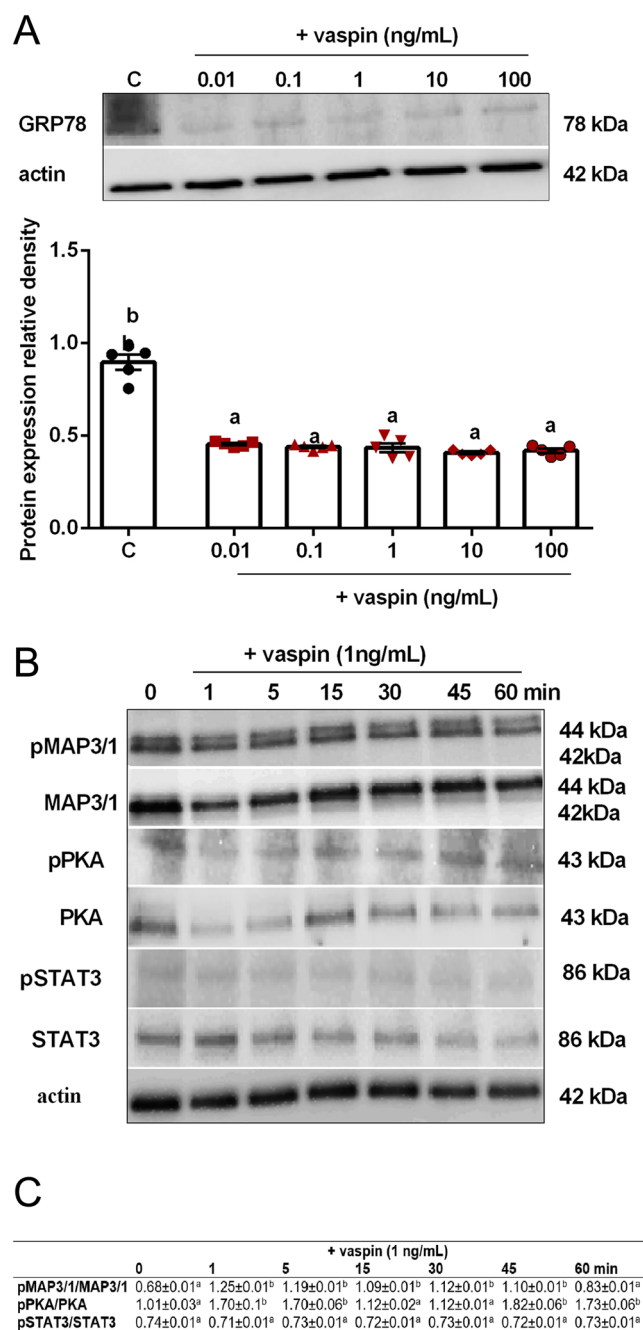 A
+ vaspin (ng/mL)
C 0.01 0.1 1 10 100
GRP78 78 kDa
actin 42 kDa
Protein expression relative density
1.5
1.0
0.5
0.0
b
b
a a a a a
C 0.01 0.1 1 10 100
+ vaspin (ng/mL)
B
+ vaspin (1ng/mL)
0 1 5 15 30 45 60 min
pMAP3/1 44 kDa
42kDa
MAP3/1 44 kDa
42kDa
pPKA 43 kDa
PKA 43 kDa
pSTAT3 86 kDa
STAT3 86 kDa
actin 42 kDa
C
+ vaspin (1 ng/mL)
0 1 5 15 30 45 60 min
pMAP3/1/MAP3/1 0.68±0.01ᵃ 1.25±0.01ᵇ 1.19±0.01ᵇ 1.09±0.01ᵇ 1.12±0.01ᵇ 1.10±0.01ᵇ 0.83±0.01ᵃ
pPKA/PKA 1.01±0.03ᵃ 1.70±0.1ᵇ 1.70±0.06ᵇ 1.12±0.02ᵃ 1.12±0.01ᵃ 1.82±0.06ᵇ 1.73±0.06ᵇ
pSTAT3/STAT3 0.74±0.01ᵃ 0.71±0.01ᵃ 0.73±0.01ᵃ 0.72±0.01ᵃ 0.73±0.01ᵃ 0.72±0.01ᵃ 0.73±0.01ᵃ